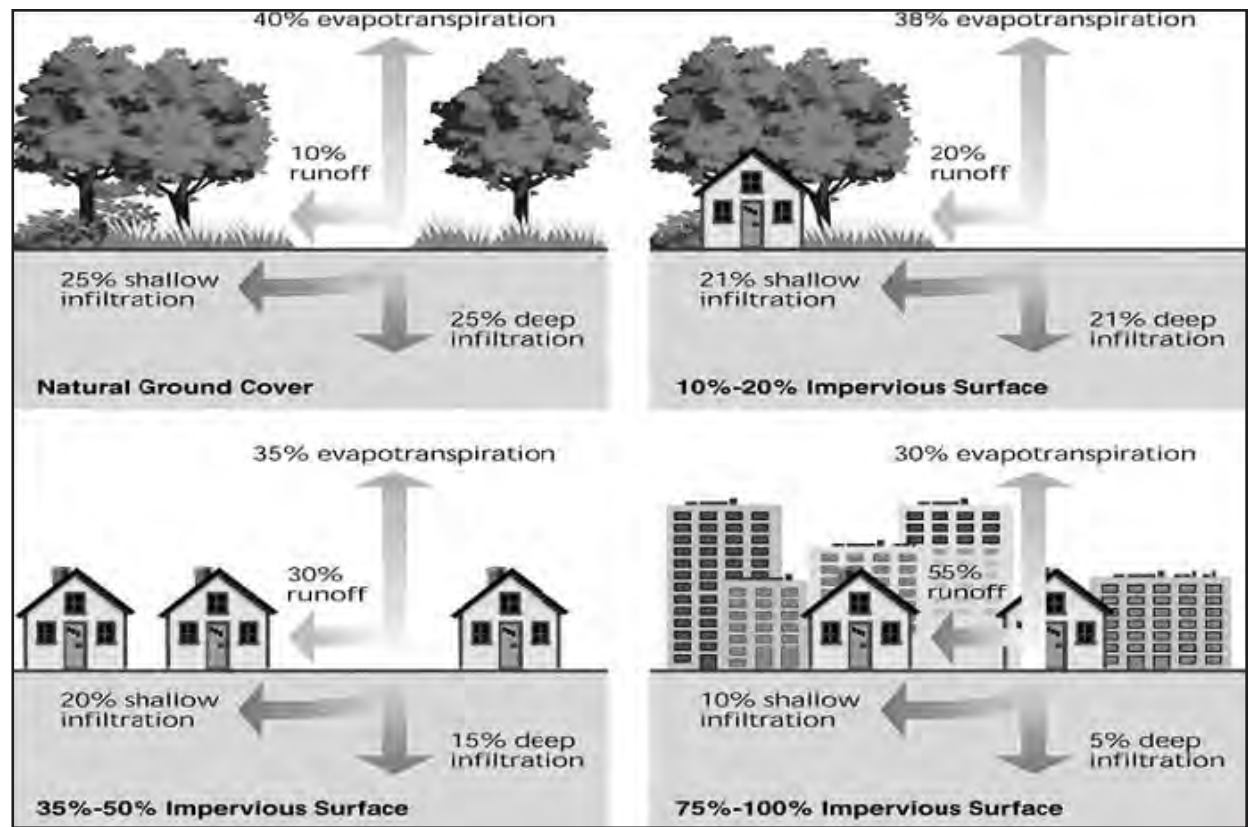 40% evapotranspiration
10%
runoff
25% shallow
infiltration
25% deep
infiltration
Natural Ground Cover
38% evapotranspiration
20%
runoff
21% shallow
infiltration
21% deep
infiltration
10%-20% Impervious Surface
35% evapotranspiration
30%
runoff
20% shallow
infiltration
15% deep
infiltration
35%-50% Impervious Surface
30% evapotranspiration
55%
runoff
10% shallow
infiltration
5% deep
infiltration
75%-100% Impervious Surface